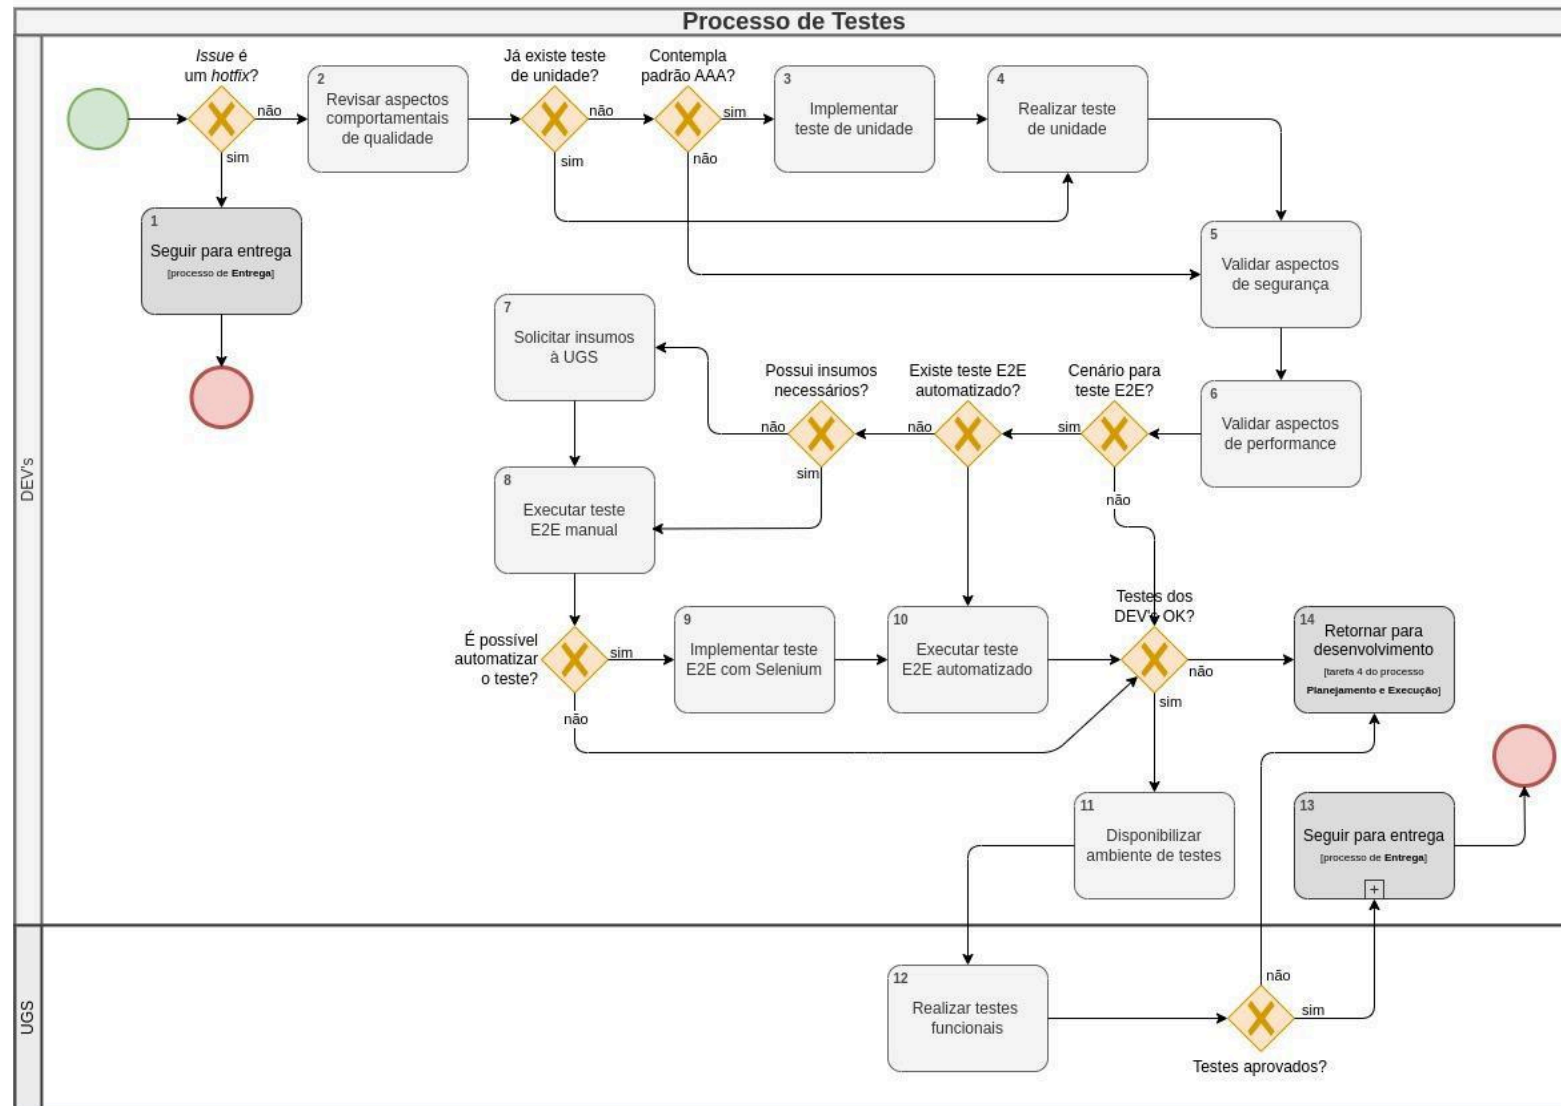 Processo de Testes
DEV's
Issue é
um hotfix?
não
sim
1
Seguir para entrega
[processo de Entrega]
2
Revisar aspectos
comportamentais
de qualidade
Já existe teste
de unidade?
não
sim
Contempla
padrão AAA?
sim
não
3
Implementar
teste de unidade
4
Realizar teste
de unidade
5
Validar aspectos
de segurança
6
Validar aspectos
de performance
Cenário para
teste E2E?
sim
não
Existe teste E2E
automatizado?
não
Possui insumos
necessários?
não
sim
7
Solicitar insumos
à UGS
8
Executar teste
E2E manual
É possível
automatizar
o teste?
sim
não
9
Implementar teste
E2E com Selenium
10
Executar teste
E2E automatizado
Testes dos
DEV's OK?
não
sim
14
Retornar para
desenvolvimento
[tarefa 4 do processo
Planejamento e Execução]
11
Disponibilizar
ambiente de testes
13
Seguir para entrega
[processo de Entrega]
+
UGS
12
Realizar testes
funcionais
não
sim
Testes aprovados?